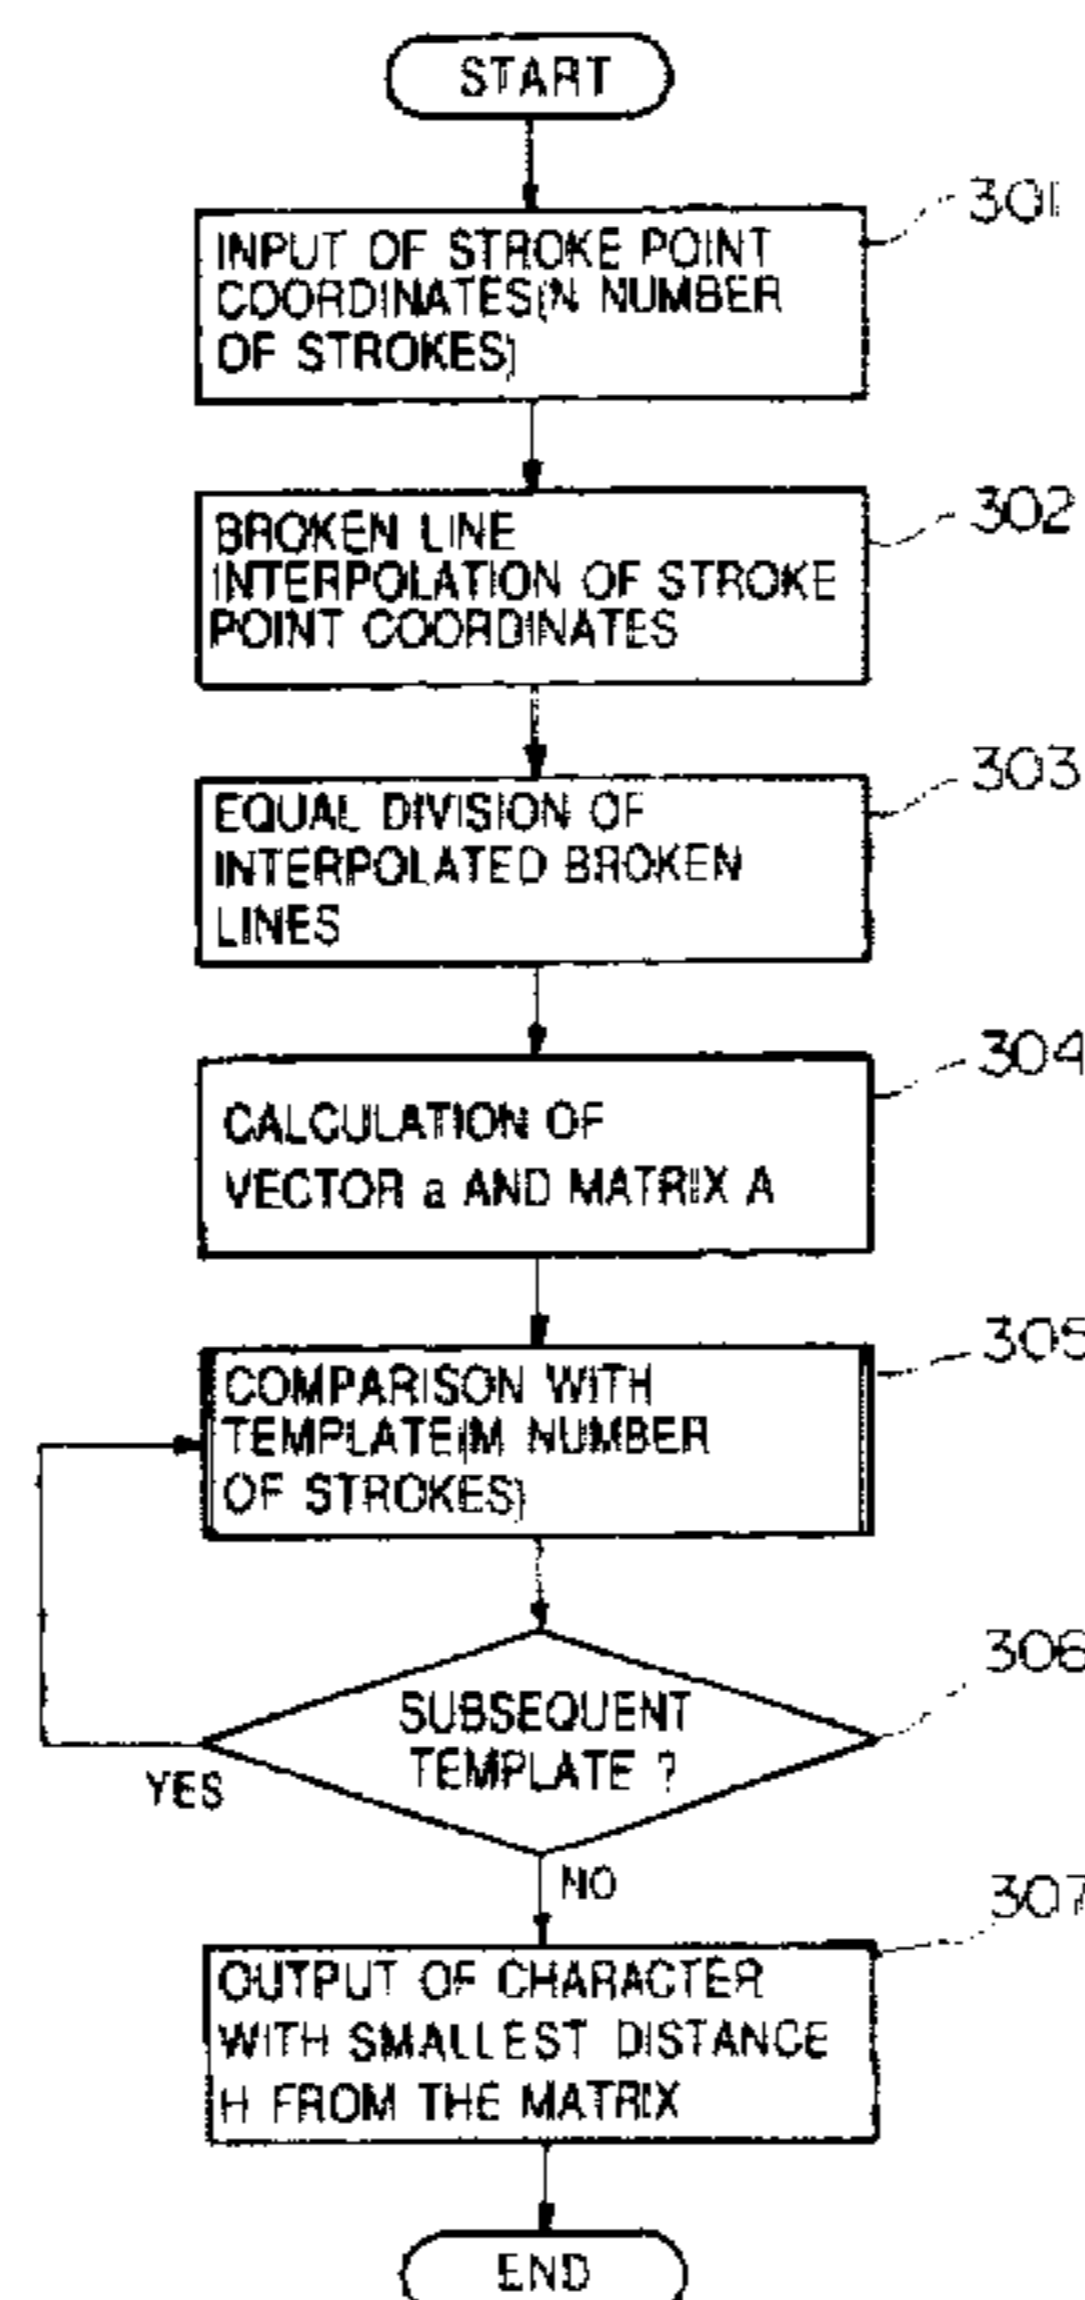 START
301
INPUT OF STROKE POINT
COORDINATES(N NUMBER
OF STROKES)
302
BROKEN LINE
INTERPOLATION OF STROKE
POINT COORDINATES
303
EQUAL DIVISION OF
INTERPOLATED BROKEN
LINES
304
CALCULATION OF
VECTOR a AND MATRIX A
305
COMPARISON WITH
TEMPLATE(M NUMBER
OF STROKES)
306
SUBSEQUENT
TEMPLATE ?
YES
NO
307
OUTPUT OF CHARACTER
WITH SMALLEST DISTANCE
H FROM THE MATRIX
END